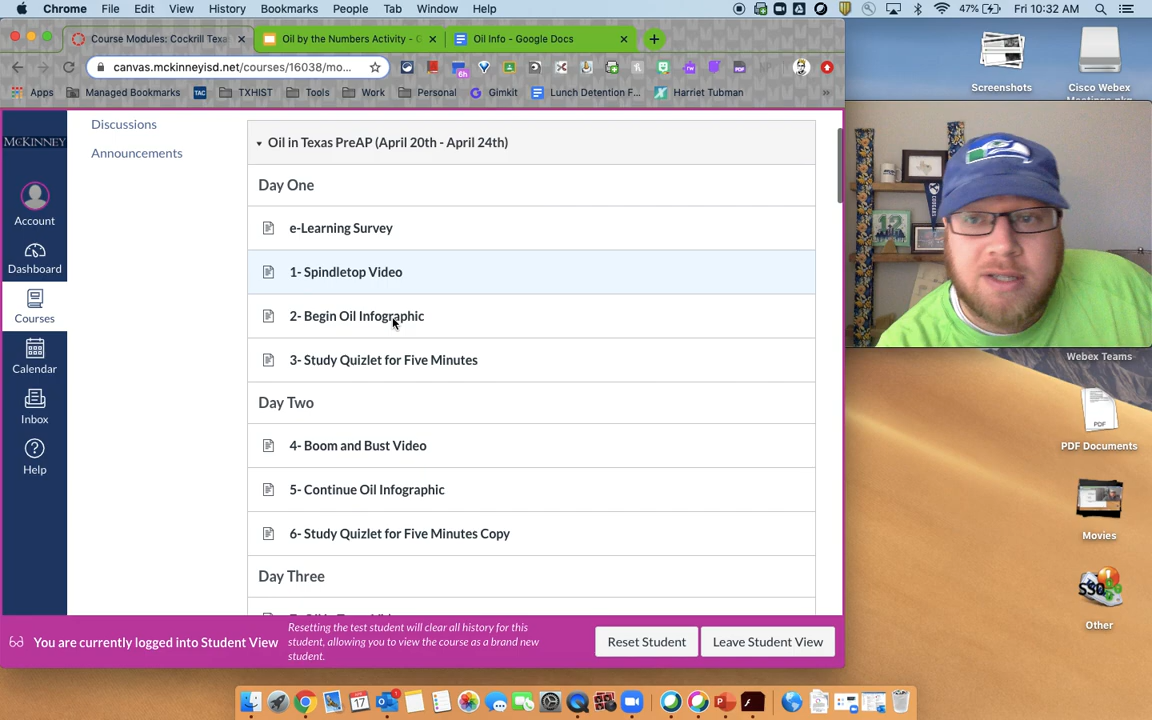 Chrome File Edit View History Bookmarks People Tab Window Help 47% Fri 10:32 AM
Course Modules: Cockrill Texa Oil by the Numbers Activity - G Oil Info - Google Docs
canvas.mckinneyisd.net/courses/16035/mo...
6h
Apps Managed Bookmarks TAC TXHIST Tools Work Personal Gimkit Lunch Detention F... Harriet Tubman »
Screenshots
Cisco Webex
MCKINNEY
Account
Dashboard
Courses
Calendar
Inbox
Help
Discussions
Announcements
Oil in Texas PreAP (April 20th - April 24th)
Day One
e-Learning Survey
1- Spindletop Video
2- Begin Oil Infographic
3- Study Quizlet for Five Minutes
Day Two
4- Boom and Bust Video
5- Continue Oil Infographic
6- Study Quizlet for Five Minutes Copy
Day Three
You are currently logged into Student View
Resetting the test student will clear all history for this
student, allowing you to view the course as a brand new
student.
Reset Student
Leave Student View
12
Webex Teams
PDF
PDF Documents
Movies
Other
17
1